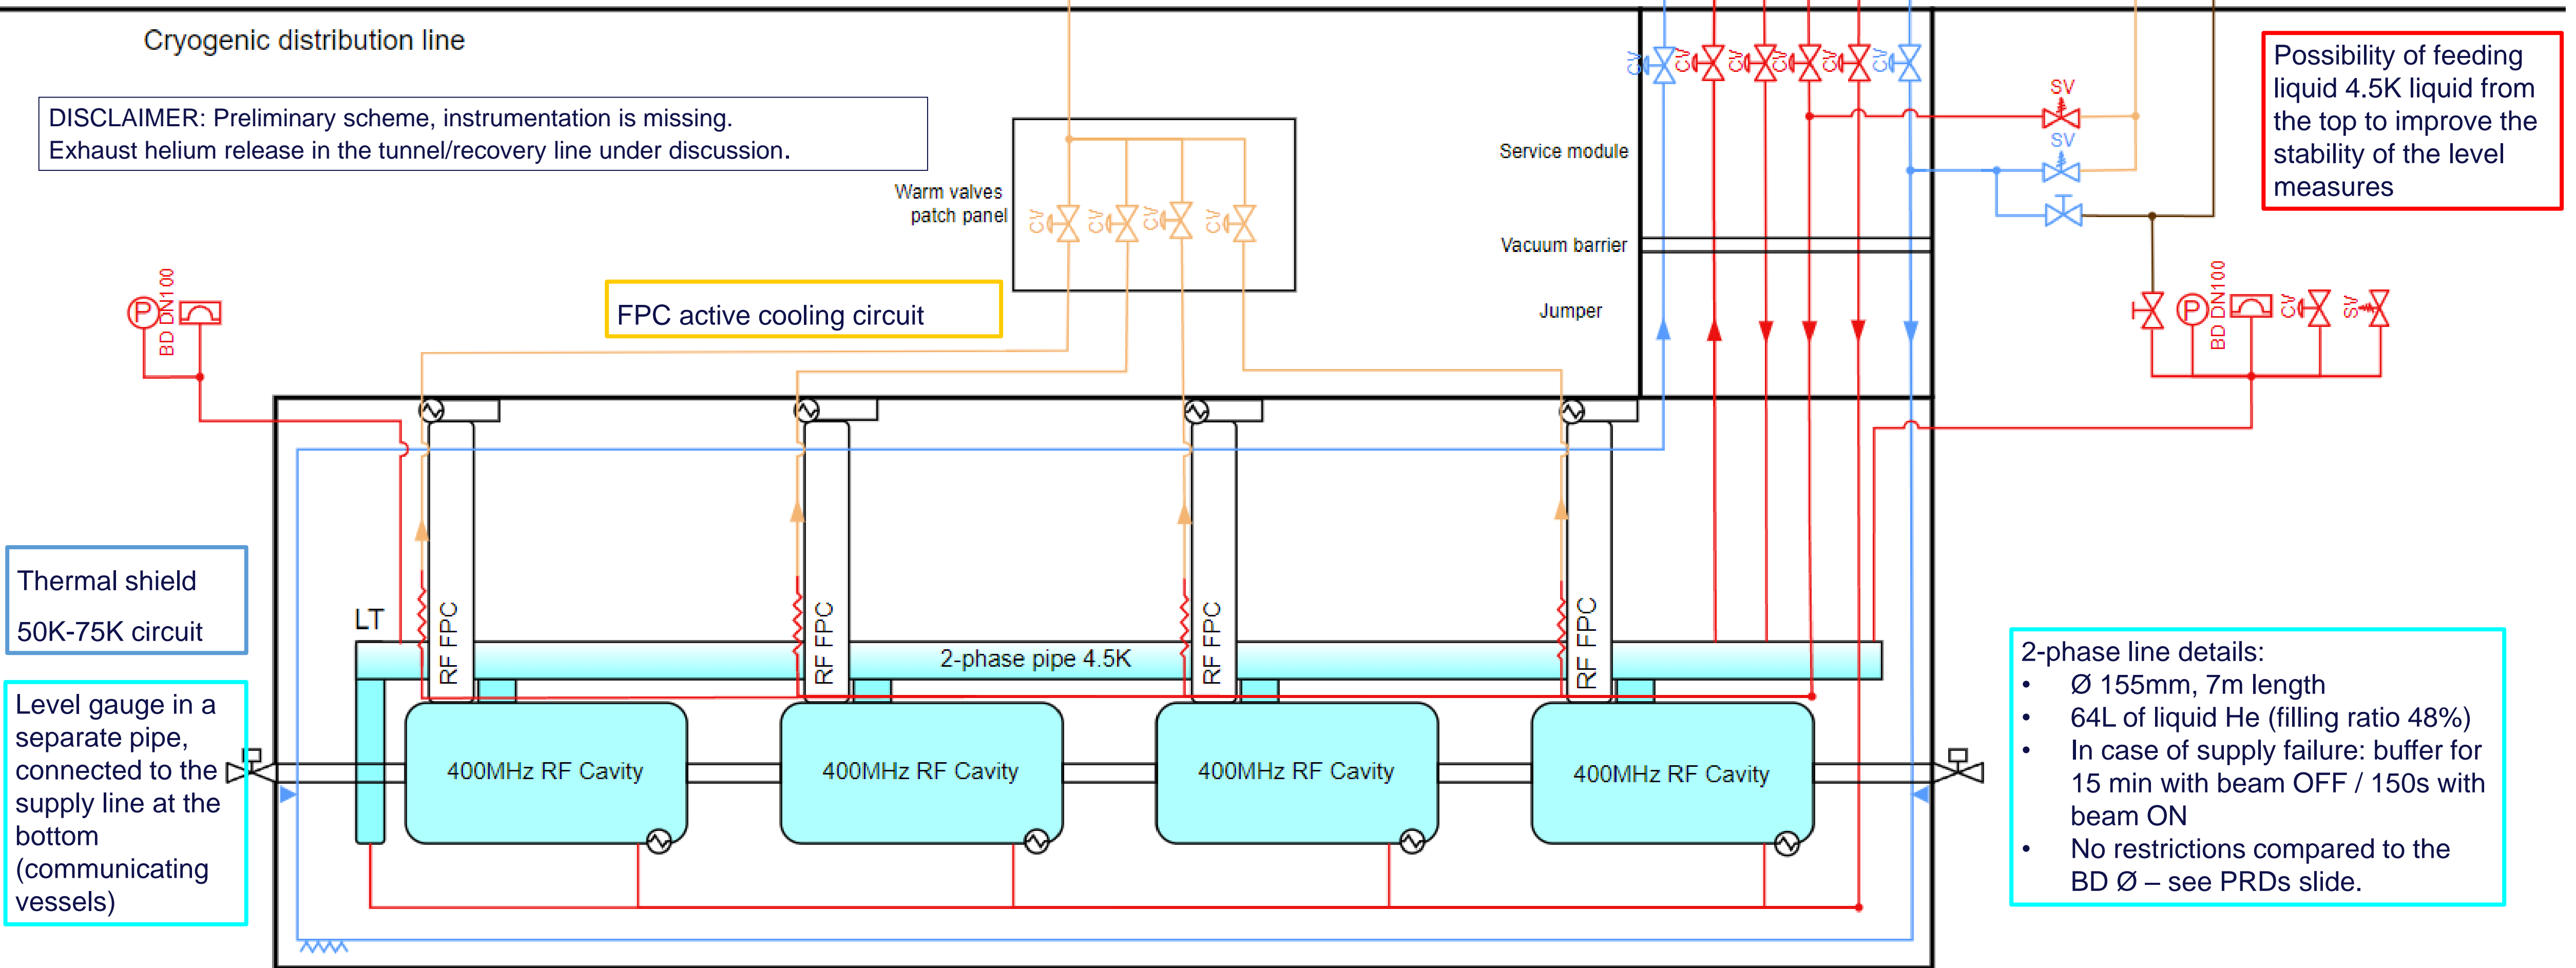 Cryogenic distribution line
DISCLAIMER: Preliminary scheme, instrumentation is missing.
Exhaust helium release in the tunnel/recovery line under discussion.
Warm valves
patch panel
CV
CV
CV
CV
Service module
Vacuum barrier
Jumper
CV
CV
CV
CV
CV
CV
SV
SV
Possibility of feeding
liquid 4.5K liquid from
the top to improve the
stability of the level
measures
P
BD DN100
FPC active cooling circuit
P
BD DN100
CV
SV
Thermal shield
50K-75K circuit
LT
RF FPC
RF FPC
RF FPC
RF FPC
2-phase pipe 4.5K
Level gauge in a
separate pipe,
connected to the
supply line at the
bottom
(communicating
vessels)
400MHz RF Cavity
400MHz RF Cavity
400MHz RF Cavity
400MHz RF Cavity
2-phase line details:
• Ø 155mm, 7m length
• 64L of liquid He (filling ratio 48%)
• In case of supply failure: buffer for
15 min with beam OFF / 150s with
beam ON
• No restrictions compared to the
BD Ø – see PRDs slide.